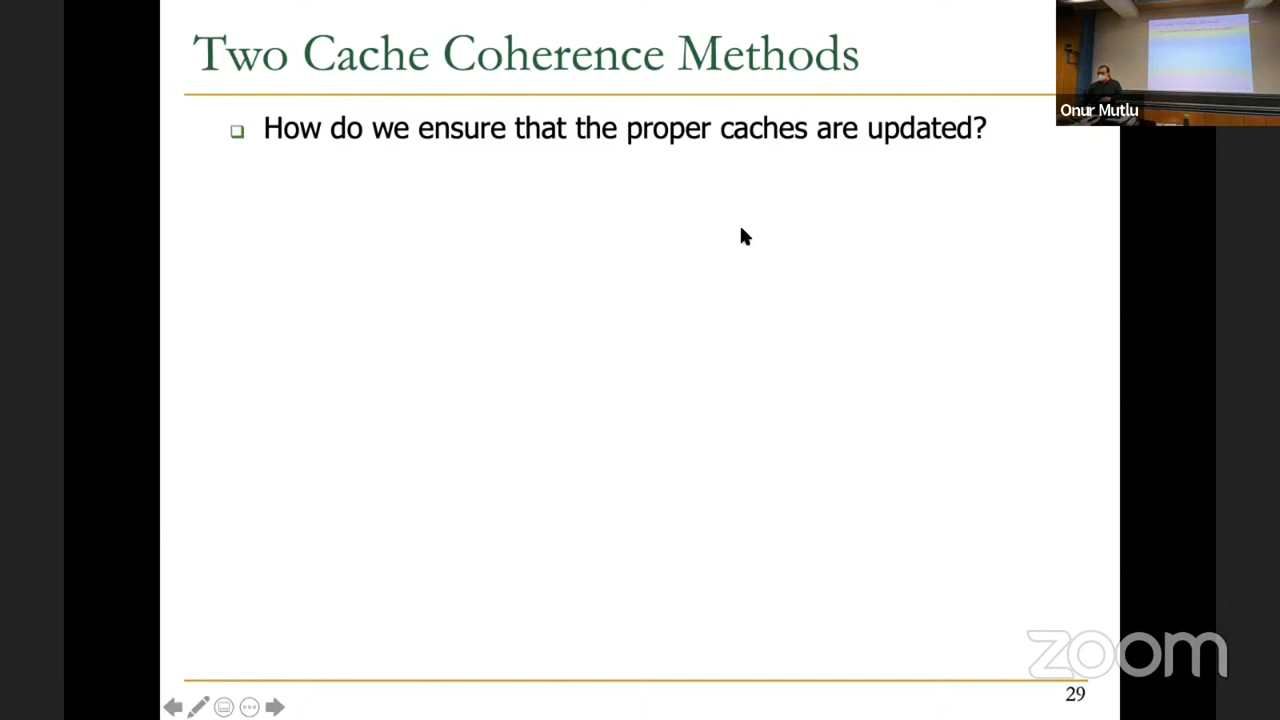 Two Cache Coherence Methods
How do we ensure that the proper caches are updated?
Onur Mutlu
zoom
29